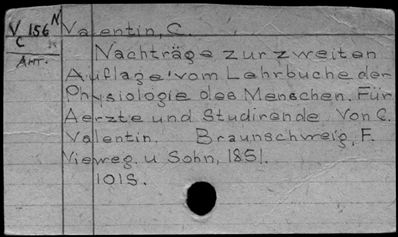 V 156 N Valentin, C.
C
Ant. Nachträge zur zweiten
Auflage vom Lehrbuche der
Physiologie des Menschen. Für
Aerzte und Studirende von C.
Valentin. Braunschweig, F.
Vieweg u Sohn, 1851.
101S.